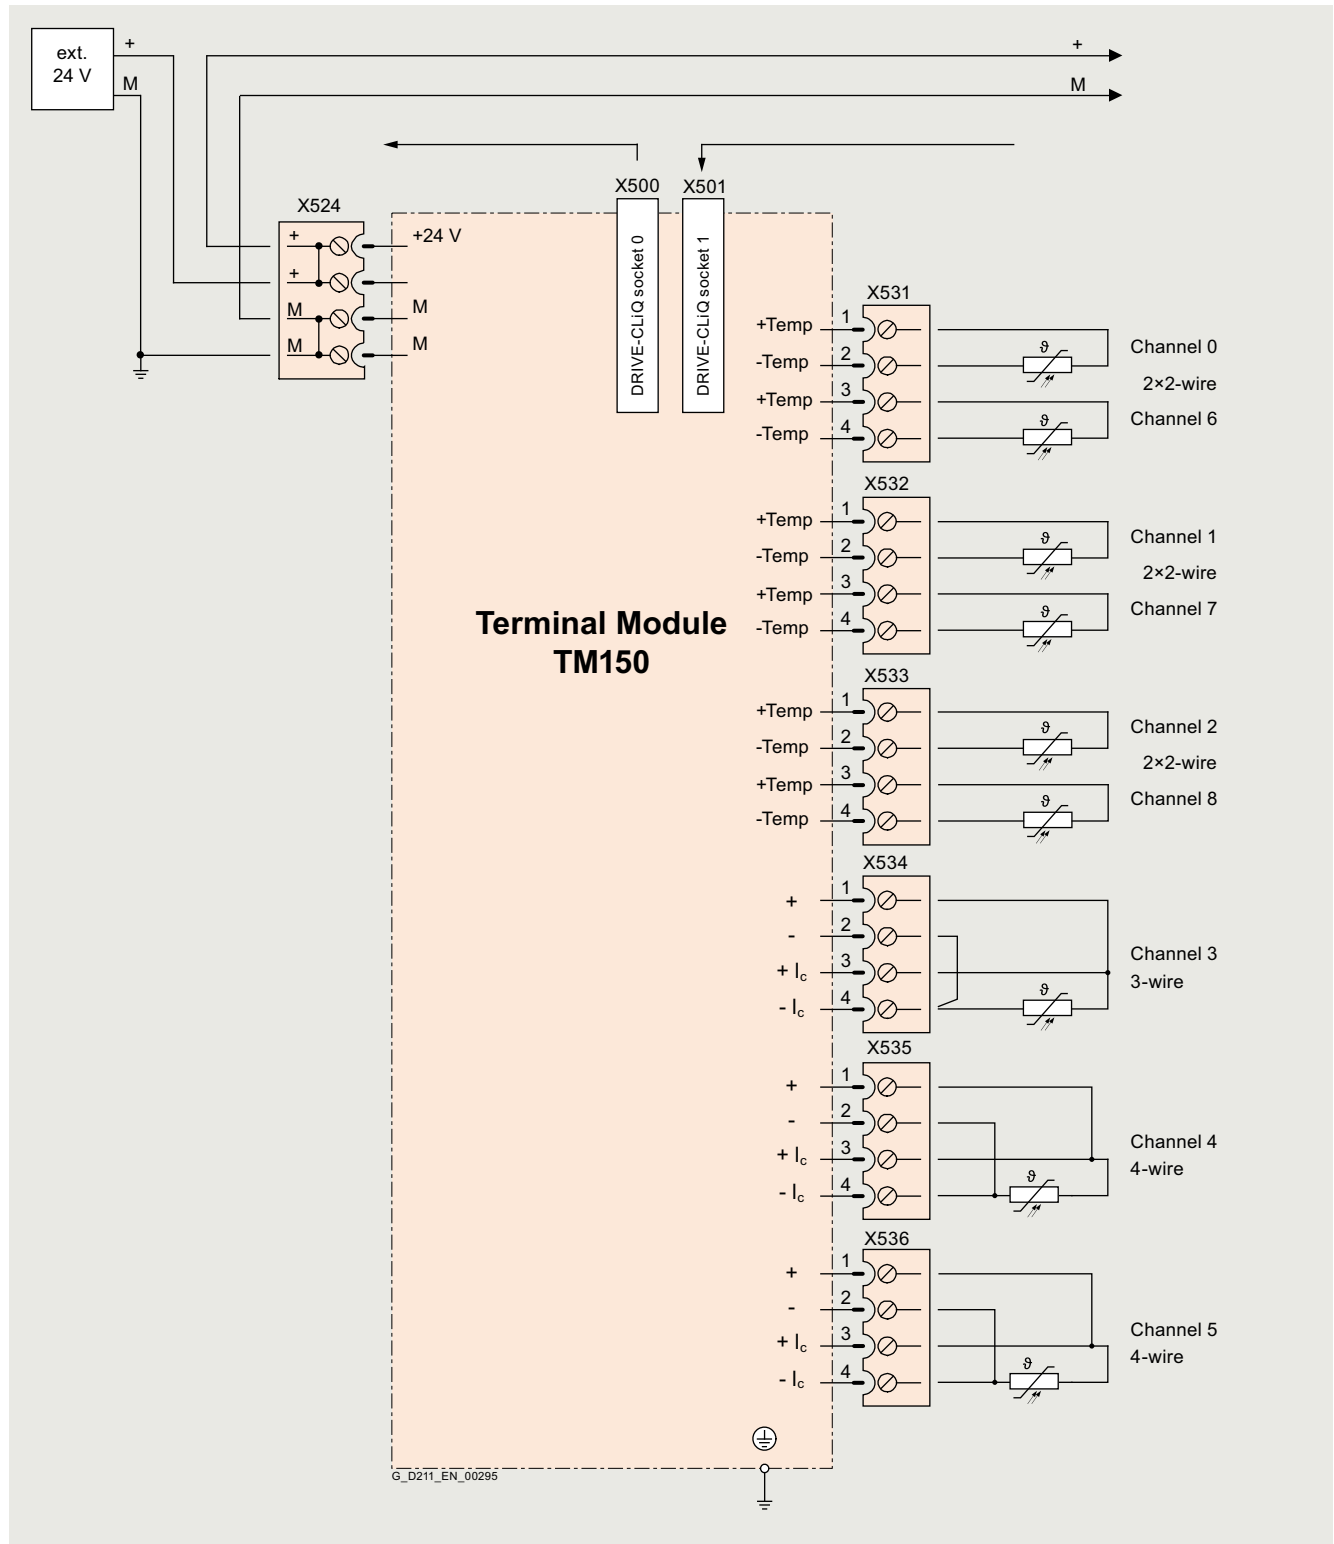 ext.
24 V
+
M
+
M
X524
+
+
M
M
+24 V
M
M
X500
X501
DRIVE-CLiQ socket 0
DRIVE-CLiQ socket 1
Terminal Module
TM150
X531
+Temp 1
-Temp 2
+Temp 3
-Temp 4
ϑ
ϑ
Channel 0
2×2-wire
Channel 6
X532
+Temp 1
-Temp 2
+Temp 3
-Temp 4
ϑ
ϑ
Channel 1
2×2-wire
Channel 7
X533
+Temp 1
-Temp 2
+Temp 3
-Temp 4
ϑ
ϑ
Channel 2
2×2-wire
Channel 8
X534
+ 1
- 2
+ Ic 3
- Ic 4
ϑ
Channel 3
3-wire
X535
+ 1
- 2
+ Ic 3
- Ic 4
ϑ
Channel 4
4-wire
X536
+ 1
- 2
+ Ic 3
- Ic 4
ϑ
Channel 5
4-wire
G_D211_EN_00295